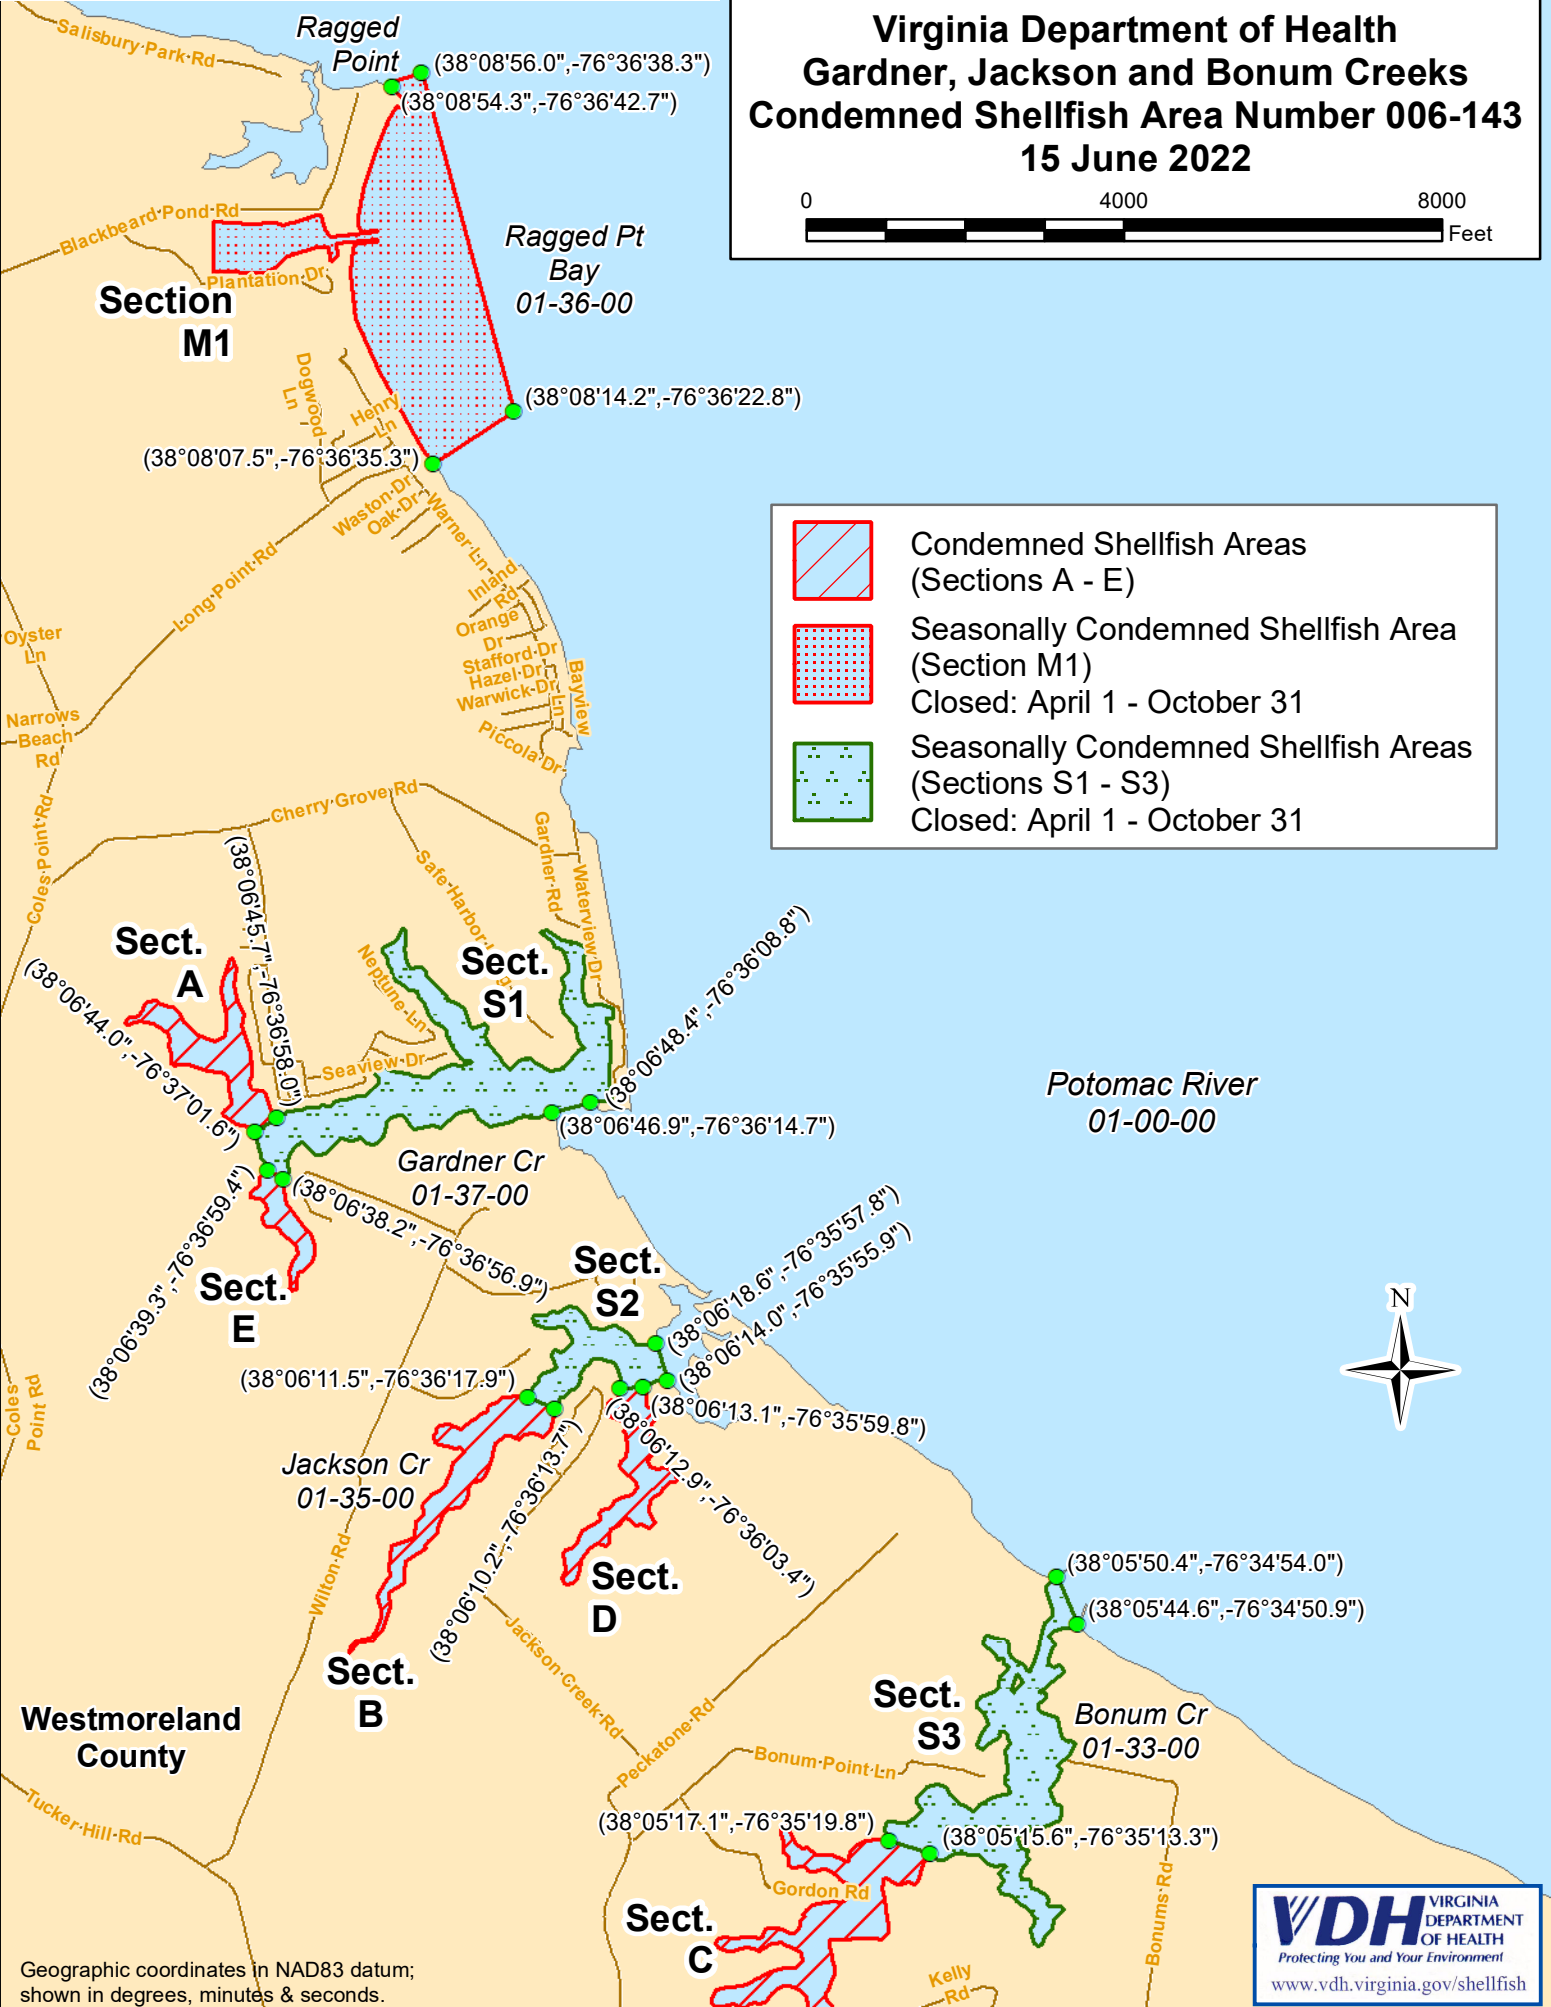 Virginia Department of Health
Gardner, Jackson and Bonum Creeks
Condemned Shellfish Area Number 006-143
15 June 2022
0 4000 8000
Feet
Salisbury Park Rd
Ragged
Point
(38°08'56.0",-76°36'38.3")
(38°08'54.3",-76°36'42.7")
Blackbeard Pond Rd
Plantation Dr
Section
M1
Ragged Pt
Bay
01-36-00
Dogwood
Ln
Henry
Ln
(38°08'14.2",-76°36'22.8")
(38°08'07.5",-76°36'35.3")
Waston Dr
Oak Dr
Warner Ln
Long Point Rd
Inland
Rd
Orange
Dr
Stafford Dr
Hazel Dr
Warwick Dr
Bayview
Ln
Piccola Dr
Oyster
Ln
Narrows
Beach
Rd
Condemned Shellfish Areas
(Sections A - E)
Seasonally Condemned Shellfish Area
(Section M1)
Closed: April 1 - October 31
Seasonally Condemned Shellfish Areas
(Sections S1 - S3)
Closed: April 1 - October 31
Coles Point Rd
Cherry Grove Rd
Safe Harbor Lng
Gardner Rd
Waterview Dr
Neptune Ln
Seaview Dr
Sect.
A
(38°06'45.7",-76°36'58.0")
(38°06'44.0",-76°37'01.6")
Sect.
S1
(38°06'48.4",-76°36'08.8")
(38°06'46.9",-76°36'14.7")
Potomac River
01-00-00
Gardner Cr
01-37-00
(38°06'39.3",-76°36'59.4")
(38°06'38.2",-76°36'56.9")
Sect.
E
Sect.
S2
(38°06'18.6",-76°35'57.8")
(38°06'14.0",-76°35'55.9")
N
(38°06'11.5",-76°36'17.9")
(38°06'13.1",-76°35'59.8")
(38°06'12.9",-76°36'03.4")
(38°06'10.2",-76°36'13.7")
Coles
Point Rd
Jackson Cr
01-35-00
Wilton Rd
Sect.
D
Sect.
B
Jackson Creek Rd
Peckatone Rd
(38°05'50.4",-76°34'54.0")
(38°05'44.6",-76°34'50.9")
Sect.
S3
Bonum Cr
01-33-00
Westmoreland
County
Tucker Hill Rd
Bonum Point Ln
(38°05'17.1",-76°35'19.8")
(38°05'15.6",-76°35'13.3")
Gordon Rd
Sect.
C
Bonums Rd
Kelly
Rd
Geographic coordinates in NAD83 datum;
shown in degrees, minutes & seconds.
VDH VIRGINIA
DEPARTMENT
OF HEALTH
Protecting You and Your Environment
www.vdh.virginia.gov/shellfish